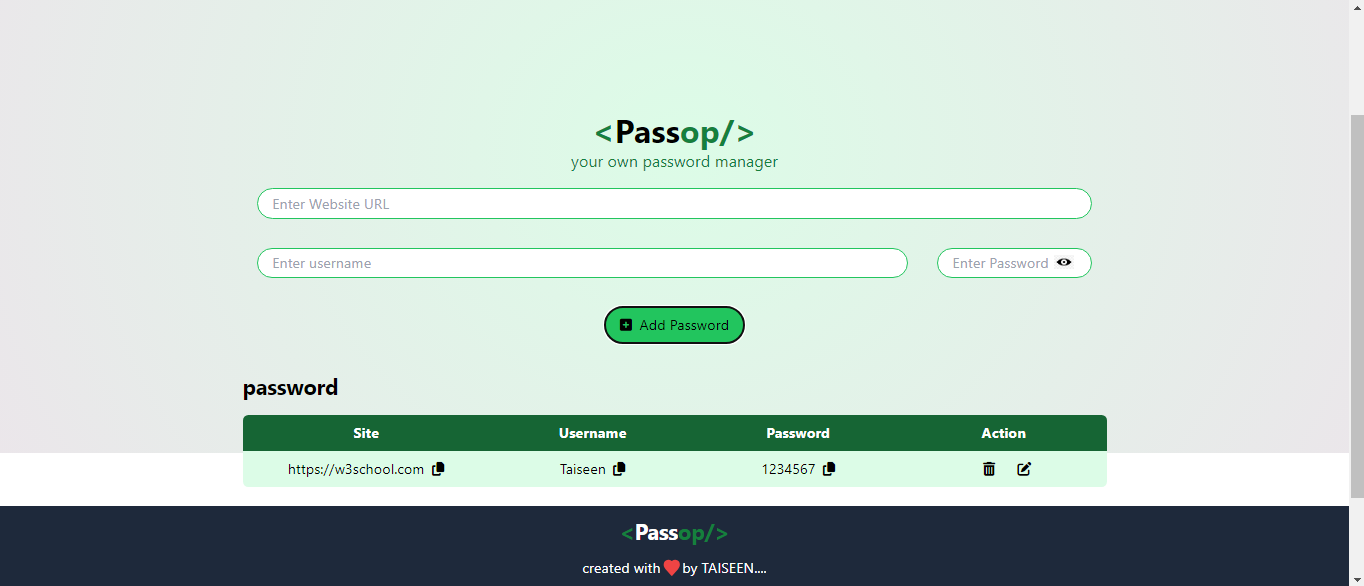 <Passop/>
your own password manager
Enter Website URL
Enter username Enter Password
Add Password
password
Site Username Password Action
https://w3school.com Taiseen 1234567
<Passop/>
created with❤️by TAISEEN....